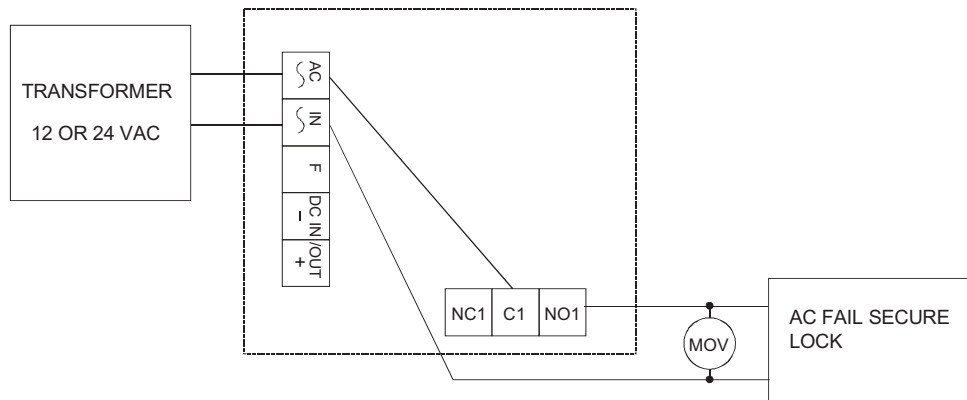 TRANSFORMER
12 OR 24 VAC
AC
IN
F
DC IN /OUT
-
+
NC1 C1 NO1
MOV
AC FAIL SECURE
LOCK